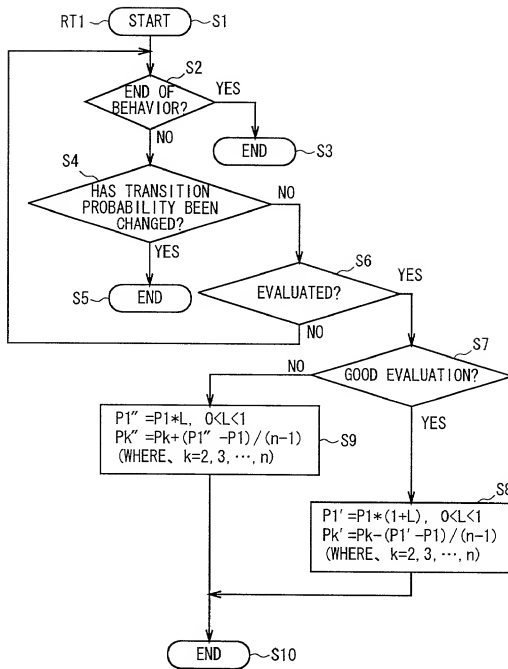 RT1 START S1
S2
END OF
BEHAVIOR?
YES
NO
END S3
S4
HAS TRANSITION
PROBABILITY BEEN
CHANGED?
NO
YES
S5 END
S6
EVALUATED?
YES
NO
S7
GOOD EVALUATION?
NO
YES
P1"=P1*L, 0<L<1
Pk"=Pk+(P1"-P1)/(n-1)
(WHERE、k=2, 3, ⋯, n)
S9
S8
P1'=P1*(1+L), 0<L<1
Pk'=Pk-(P1'-P1)/(n-1)
(WHERE、k=2, 3, ⋯, n)
END S10